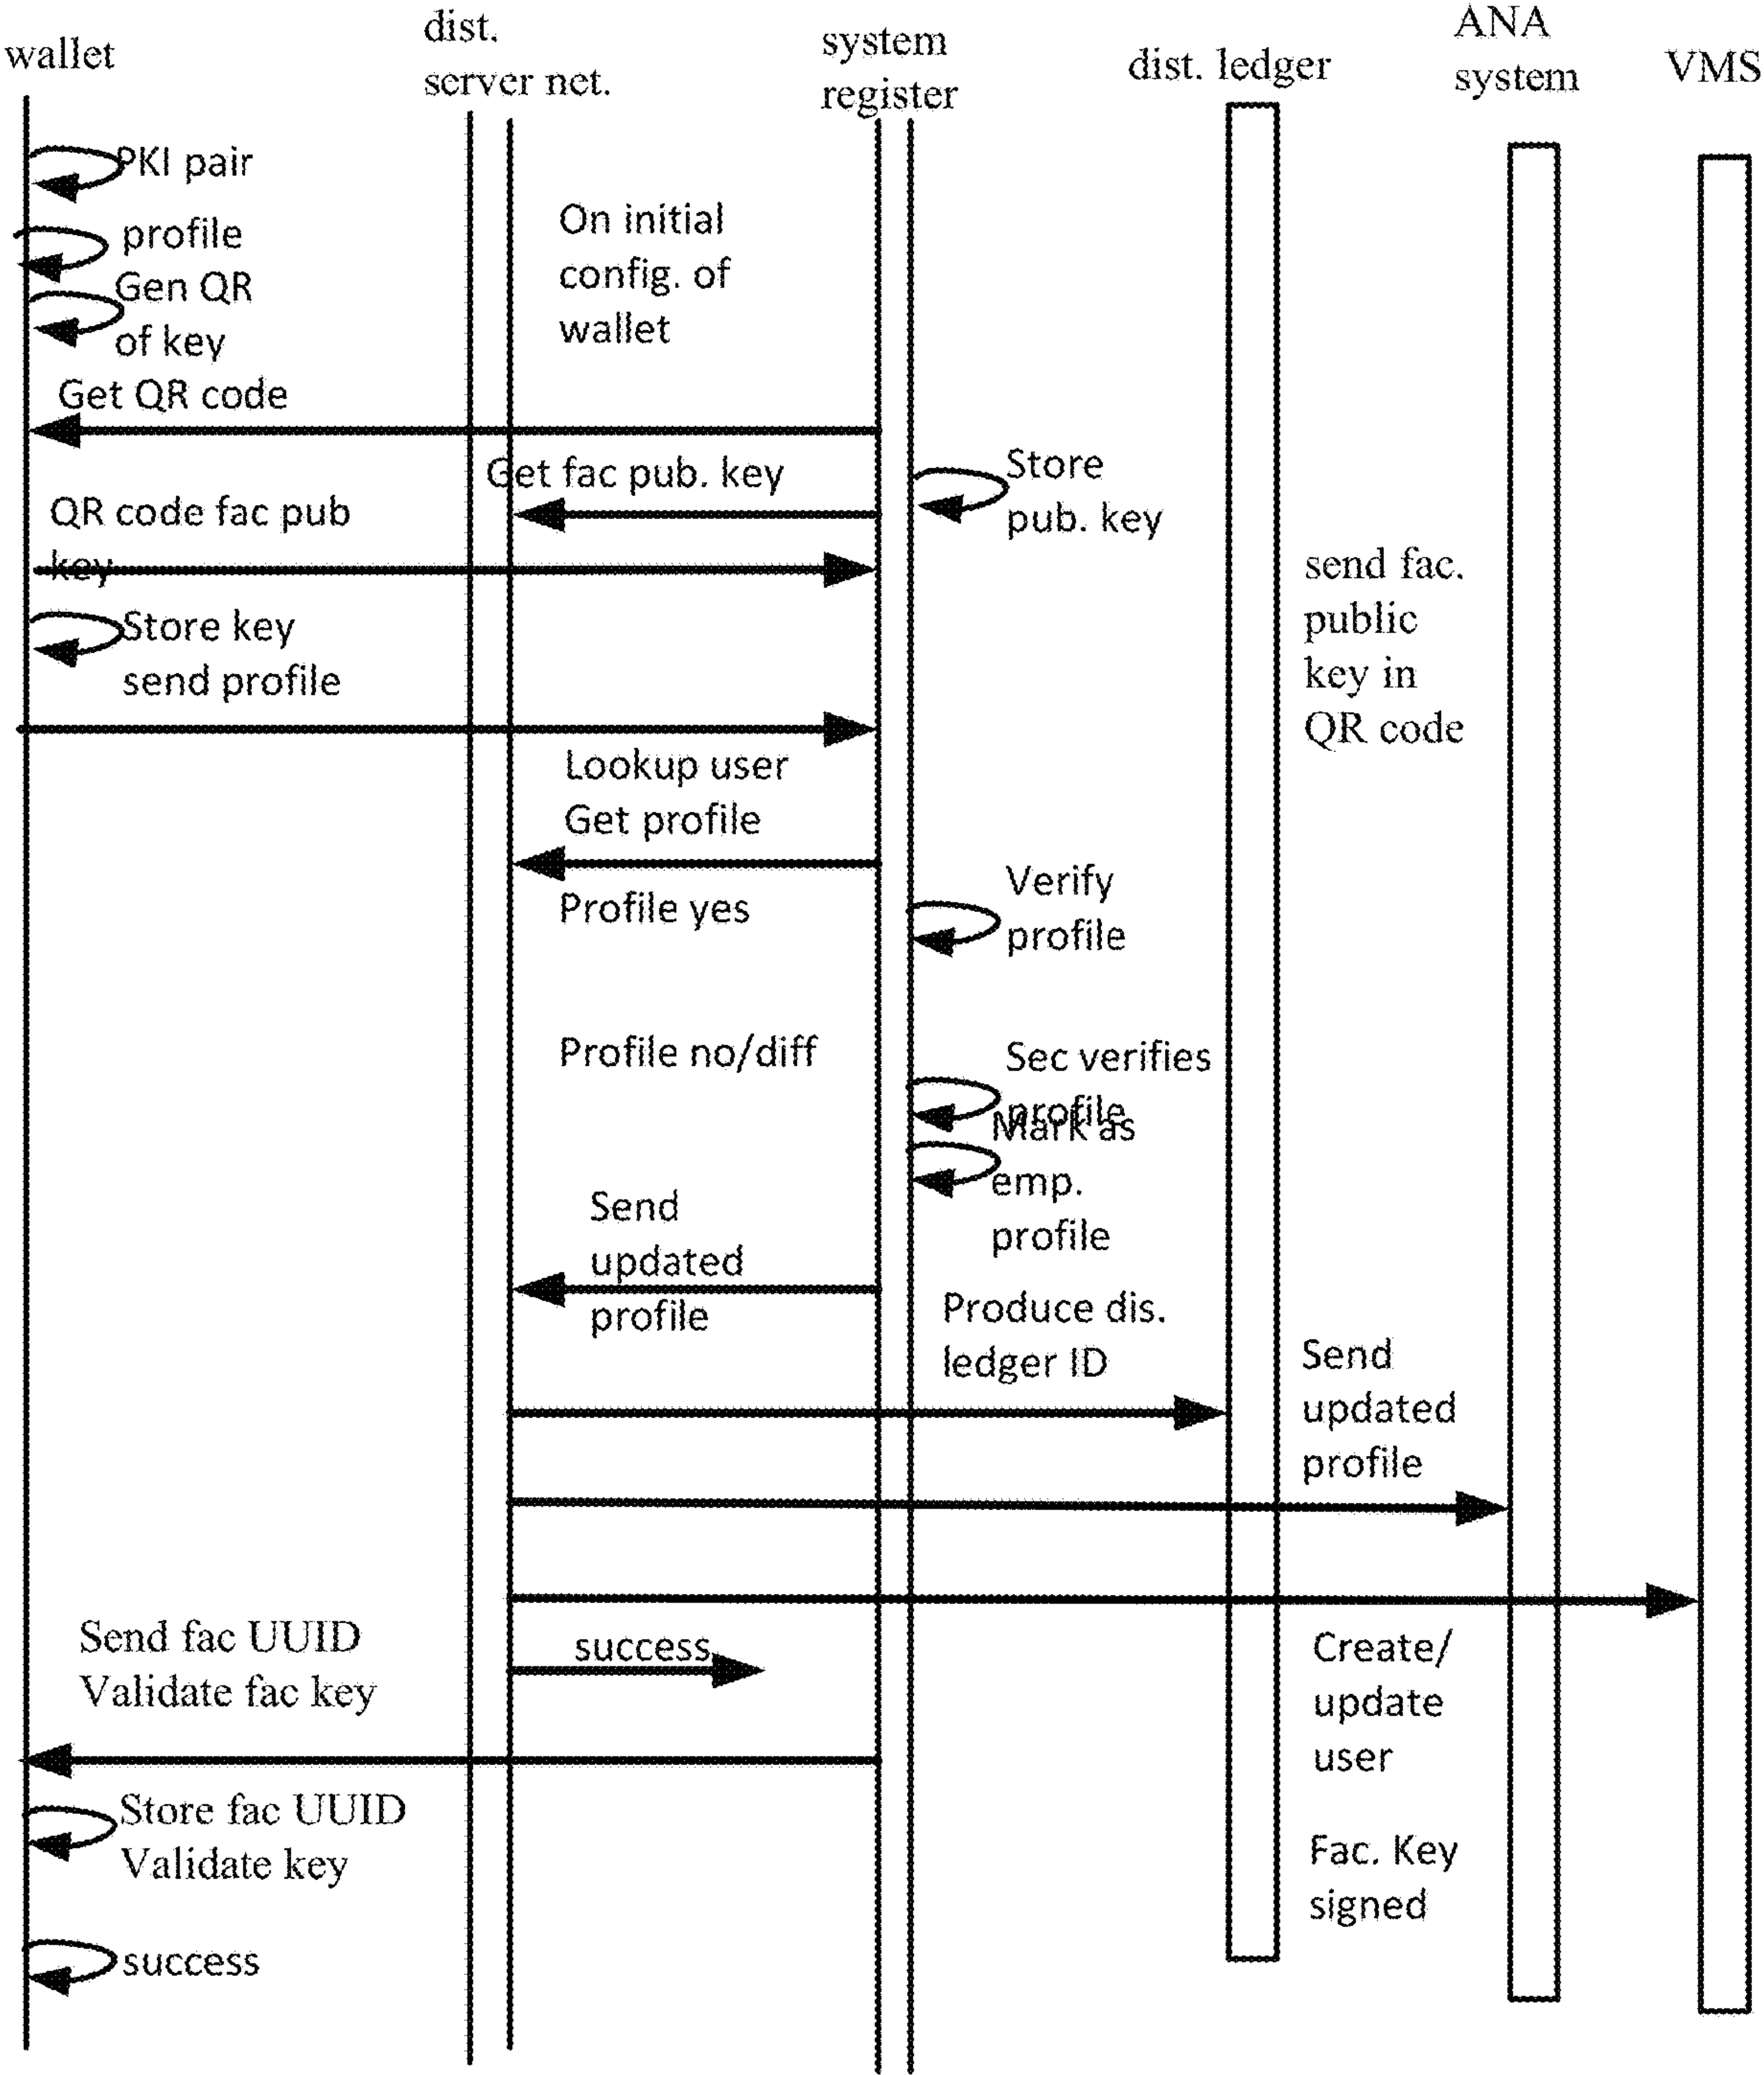 wallet
dist.
server net.
system
register
dist. ledger
ANA
system
VMS
PKI pair
profile
Gen QR
of key
On initial
config. of
wallet
Get QR code
Get fac pub. key
Store
pub. key
QR code fac pub
key
send fac.
public
key in
QR code
Store key
send profile
Lookup user
Get profile
Verify
profile
Profile yes
Profile no/diff
Sec verifies
profile
Mark as
emp.
profile
Send
updated
profile
Produce dis.
ledger ID
Send
updated
profile
Send fac UUID
Validate fac key
success
Create/
update
user
Store fac UUID
Validate key
Fac. Key
signed
success